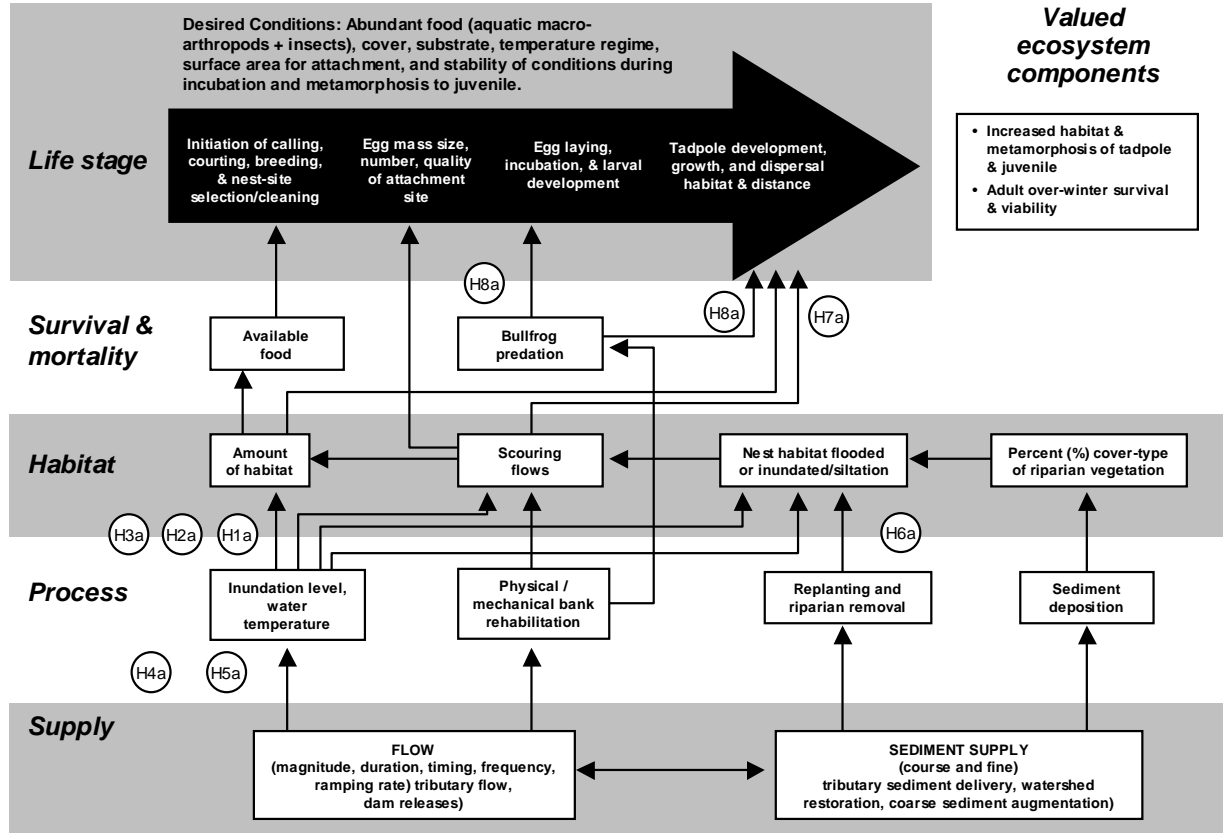 Desired Conditions: Abundant food (aquatic macro-
arthropods + insects), cover, substrate, temperature regime,
surface area for attachment, and stability of conditions during
incubation and metamorphosis to juvenile.
Valued
ecosystem
components
• Increased habitat &
metamorphosis of tadpole
& juvenile
• Adult over-winter survival
& viability
Life stage
Initiation of calling,
courting, breeding,
& nest-site
selection/cleaning
Egg mass size,
number, quality
of attachment
site
Egg laying,
incubation, & larval
development
Tadpole development,
growth, and dispersal
habitat & distance
H8a
H8a
H7a
Survival &
mortality
Available
food
Bullfrog
predation
Habitat
Amount
of habitat
Scouring
flows
Nest habitat flooded
or inundated/siltation
Percent (%) cover-type
of riparian vegetation
H3a
H2a
H1a
H6a
Process
Inundation level,
water
temperature
Physical /
mechanical bank
rehabilitation
Replanting and
riparian removal
Sediment
deposition
H4a
H5a
Supply
FLOW
(magnitude, duration, timing, frequency,
ramping rate) tributary flow,
dam releases)
SEDIMENT SUPPLY
(course and fine)
tributary sediment delivery, watershed
restoration, coarse sediment augmentation)